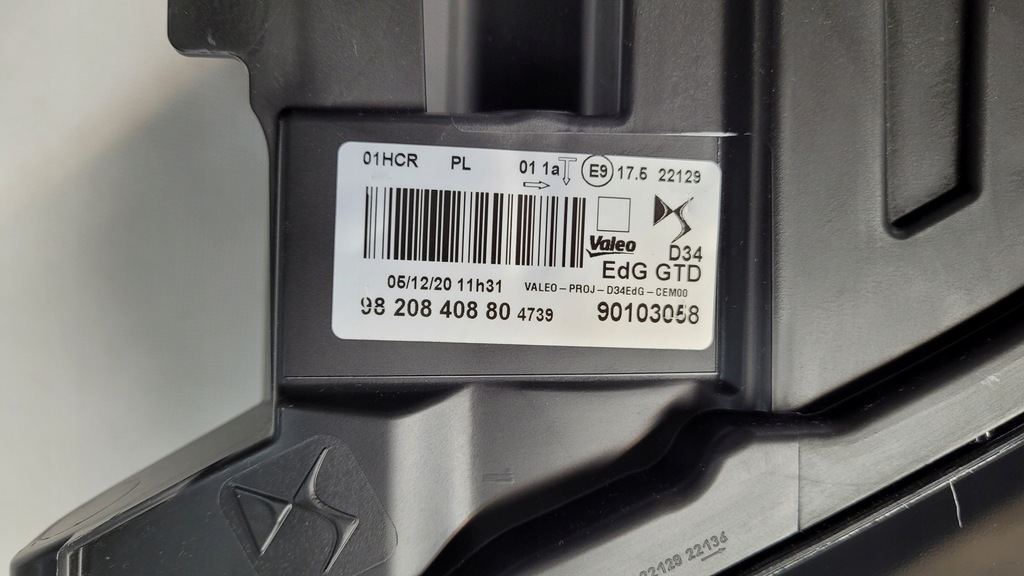 01HCR PL 01 1a E9 17.5 22129
Valeo
D34
EdG GTD
05/12/20 11h31 VALEO-PROJ-D34EdG-CEM00
98 208 408 80 4739 90103058
22129 22136